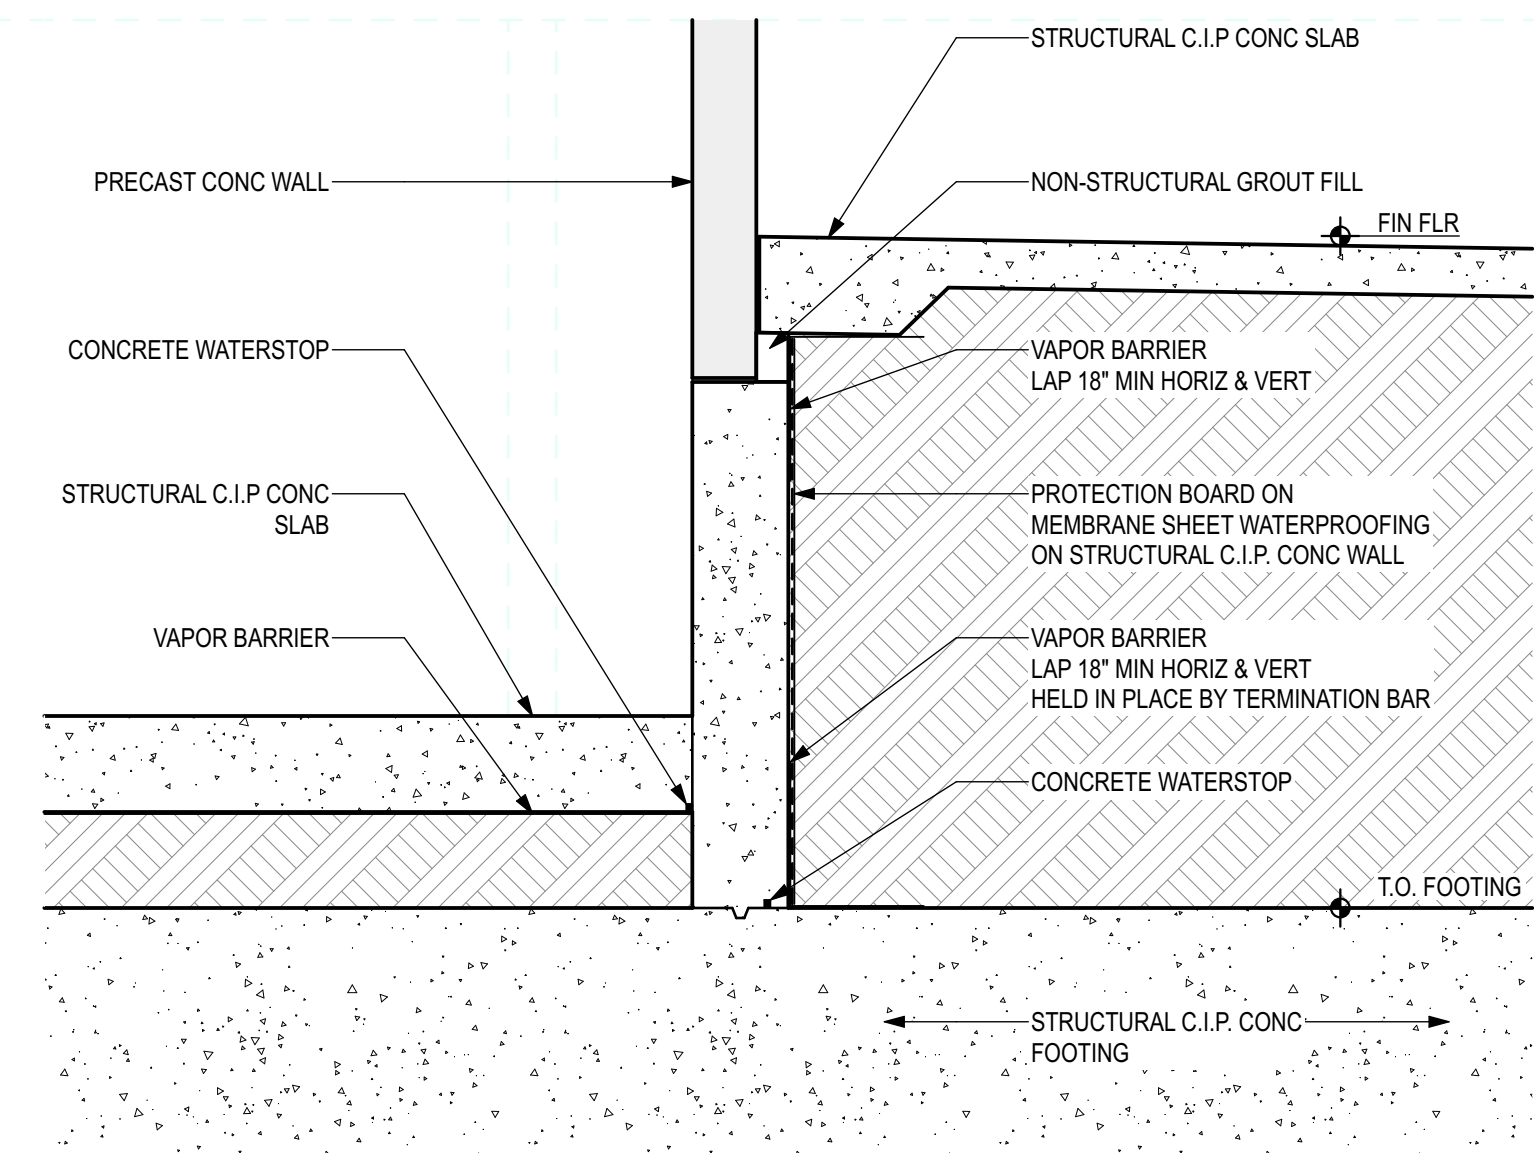 STRUCTURAL C.I.P CONC SLAB
PRECAST CONC WALL
NON-STRUCTURAL GROUT FILL
FIN FLR
CONCRETE WATERSTOP
VAPOR BARRIER
LAP 18" MIN HORIZ & VERT
STRUCTURAL C.I.P CONC
SLAB
PROTECTION BOARD ON
MEMBRANE SHEET WATERPROOFING
ON STRUCTURAL C.I.P. CONC WALL
VAPOR BARRIER
VAPOR BARRIER
LAP 18" MIN HORIZ & VERT
HELD IN PLACE BY TERMINATION BAR
CONCRETE WATERSTOP
T.O. FOOTING
STRUCTURAL C.I.P. CONC
FOOTING